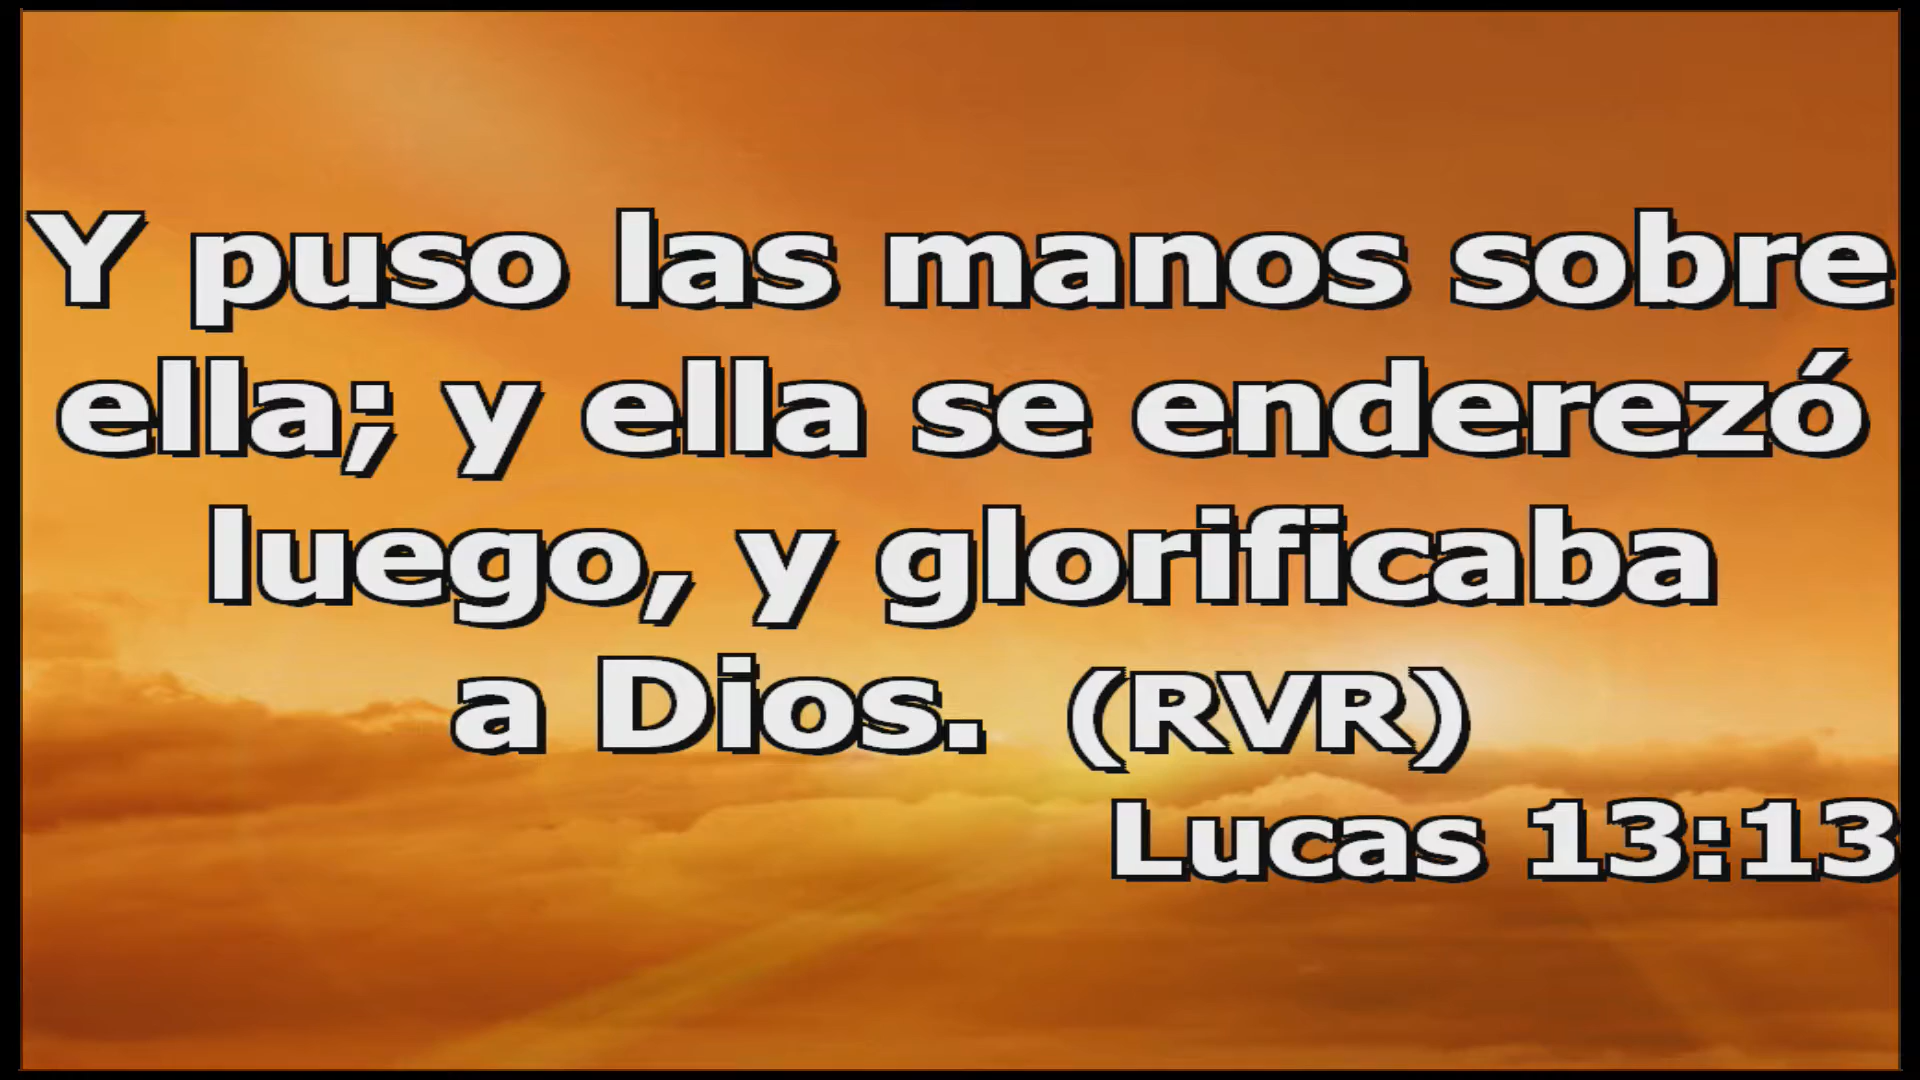 Y puso las manos sobre
ella; y ella se enderezó
luego, y glorificaba
a Dios. (RVR)
Lucas 13:13